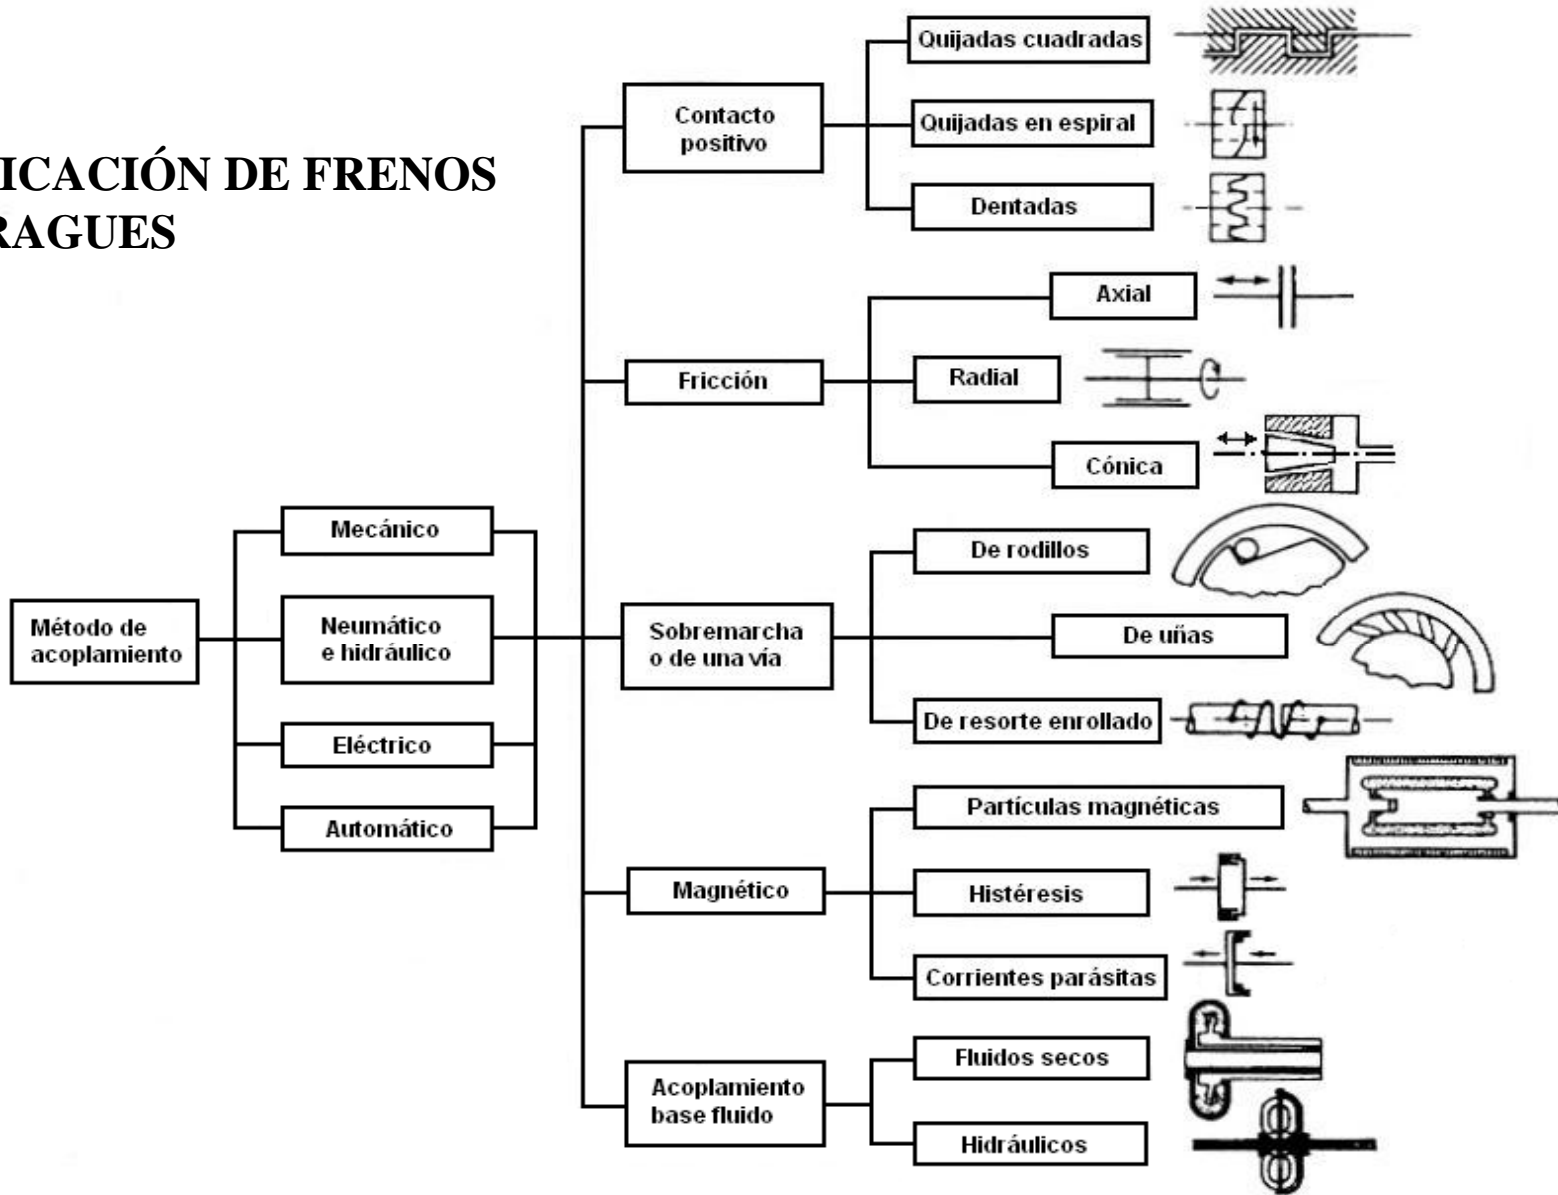 ICACIÓN DE FRENOS
RAGUES
Método de
acoplamiento
Mecánico
Neumático
e hidráulico
Eléctrico
Automático
Contacto
positivo
Quijadas cuadradas
Quijadas en espiral
Dentadas
Fricción
Axial
Radial
Cónica
Sobremarcha
o de una vía
De rodillos
De uñas
De resorte enrollado
Magnético
Partículas magnéticas
Histéresis
Corrientes parásitas
Acoplamiento
base fluido
Fluidos secos
Hidráulicos